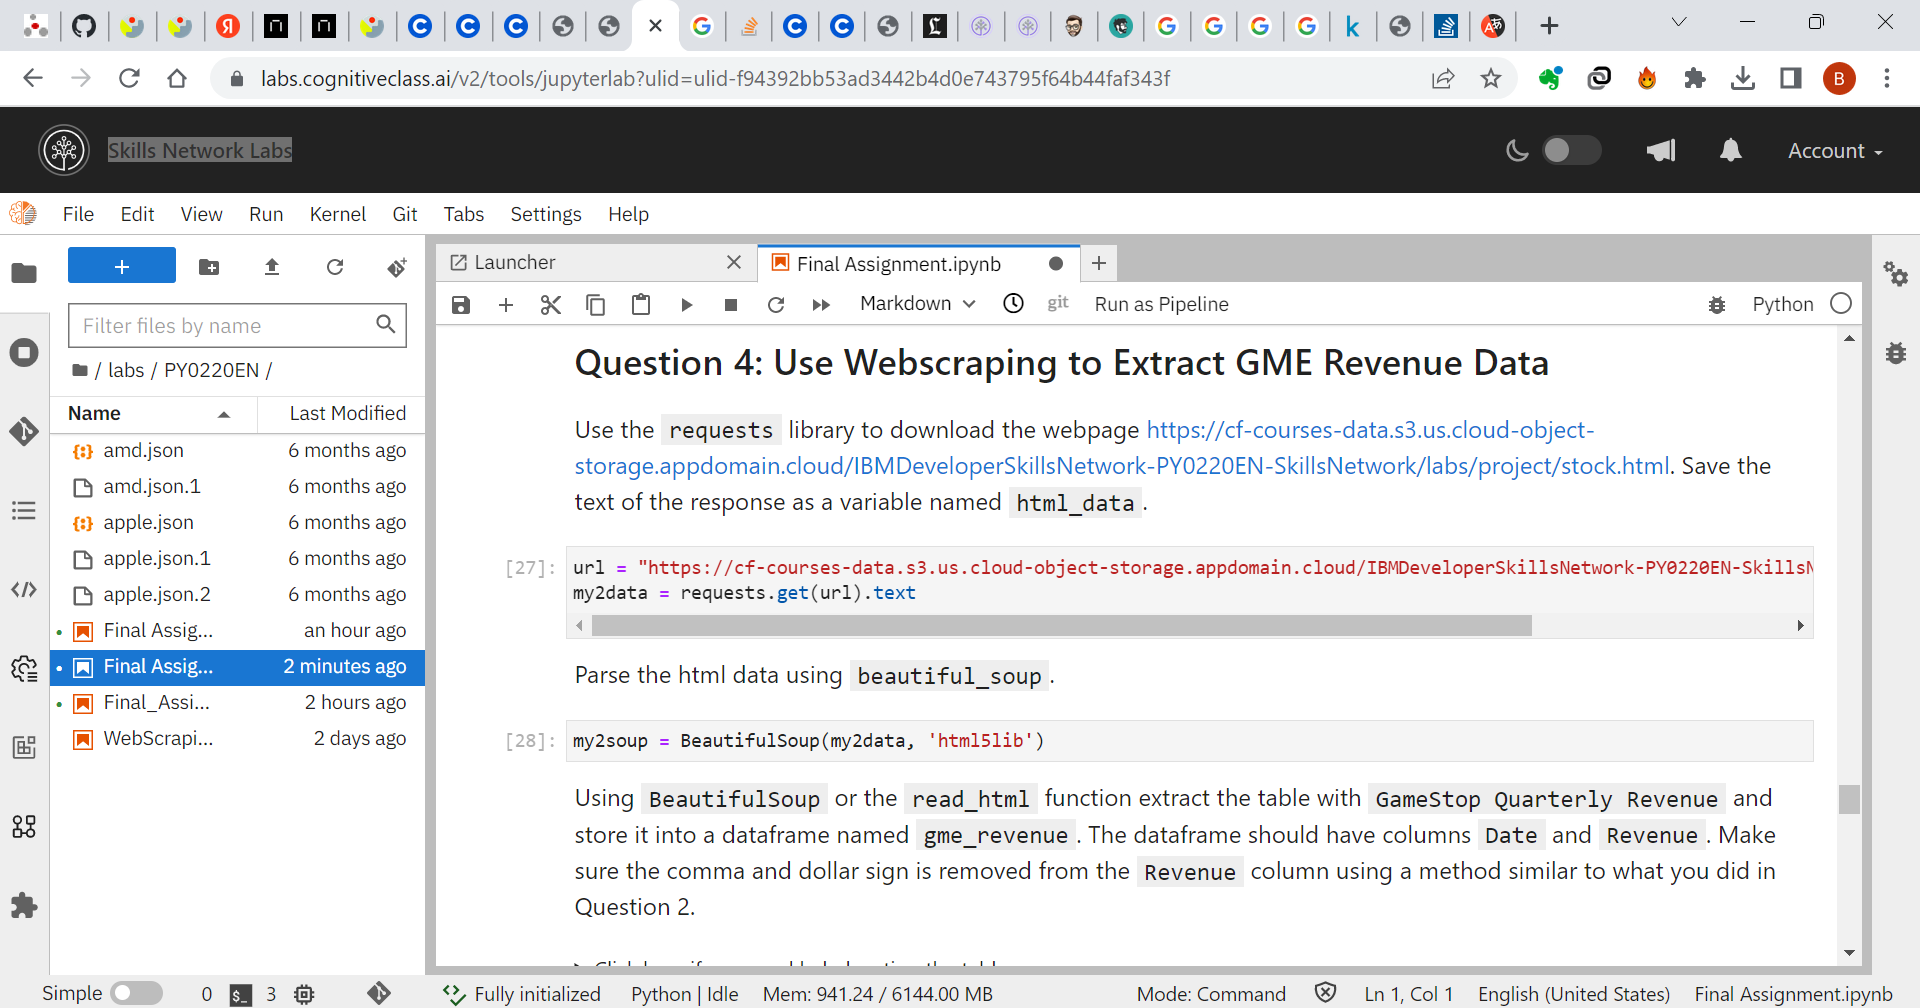 labs.cognitiveclass.ai/v2/tools/jupyterlab?ulid=ulid-f94392bb53ad3442b4d0e743795f64b44faf343f
B
Skills Network Labs
Account
File Edit View Run Kernel Git Tabs Settings Help
Launcher
Final Assignment.ipynb
Markdown
git
Run as Pipeline
Python
Filter files by name
/ labs / PY0220EN /
Name Last Modified
amd.json 6 months ago
amd.json.1 6 months ago
apple.json 6 months ago
apple.json.1 6 months ago
apple.json.2 6 months ago
Final Assig... an hour ago
Final Assig... 2 minutes ago
Final_Assi... 2 hours ago
WebScrapi... 2 days ago
Question 4: Use Webscraping to Extract GME Revenue Data
Use the requests library to download the webpage https://cf-courses-data.s3.us.cloud-object-
storage.appdomain.cloud/IBMDeveloperSkillsNetwork-PY0220EN-SkillsNetwork/labs/project/stock.html. Save the
text of the response as a variable named html_data.
[27]: url = "https://cf-courses-data.s3.us.cloud-object-storage.appdomain.cloud/IBMDeveloperSkillsNetwork-PY0220EN-SkillsN
my2data = requests.get(url).text
Parse the html data using beautiful_soup.
[28]: my2soup = BeautifulSoup(my2data, 'html5lib')
Using BeautifulSoup or the read_html function extract the table with GameStop Quarterly Revenue and
store it into a dataframe named gme_revenue. The dataframe should have columns Date and Revenue. Make
sure the comma and dollar sign is removed from the Revenue column using a method similar to what you did in
Question 2.
Simple 0 $_ 3 Fully initialized Python | Idle Mem: 941.24 / 6144.00 MB Mode: Command Ln 1, Col 1 English (United States) Final Assignment.ipynb